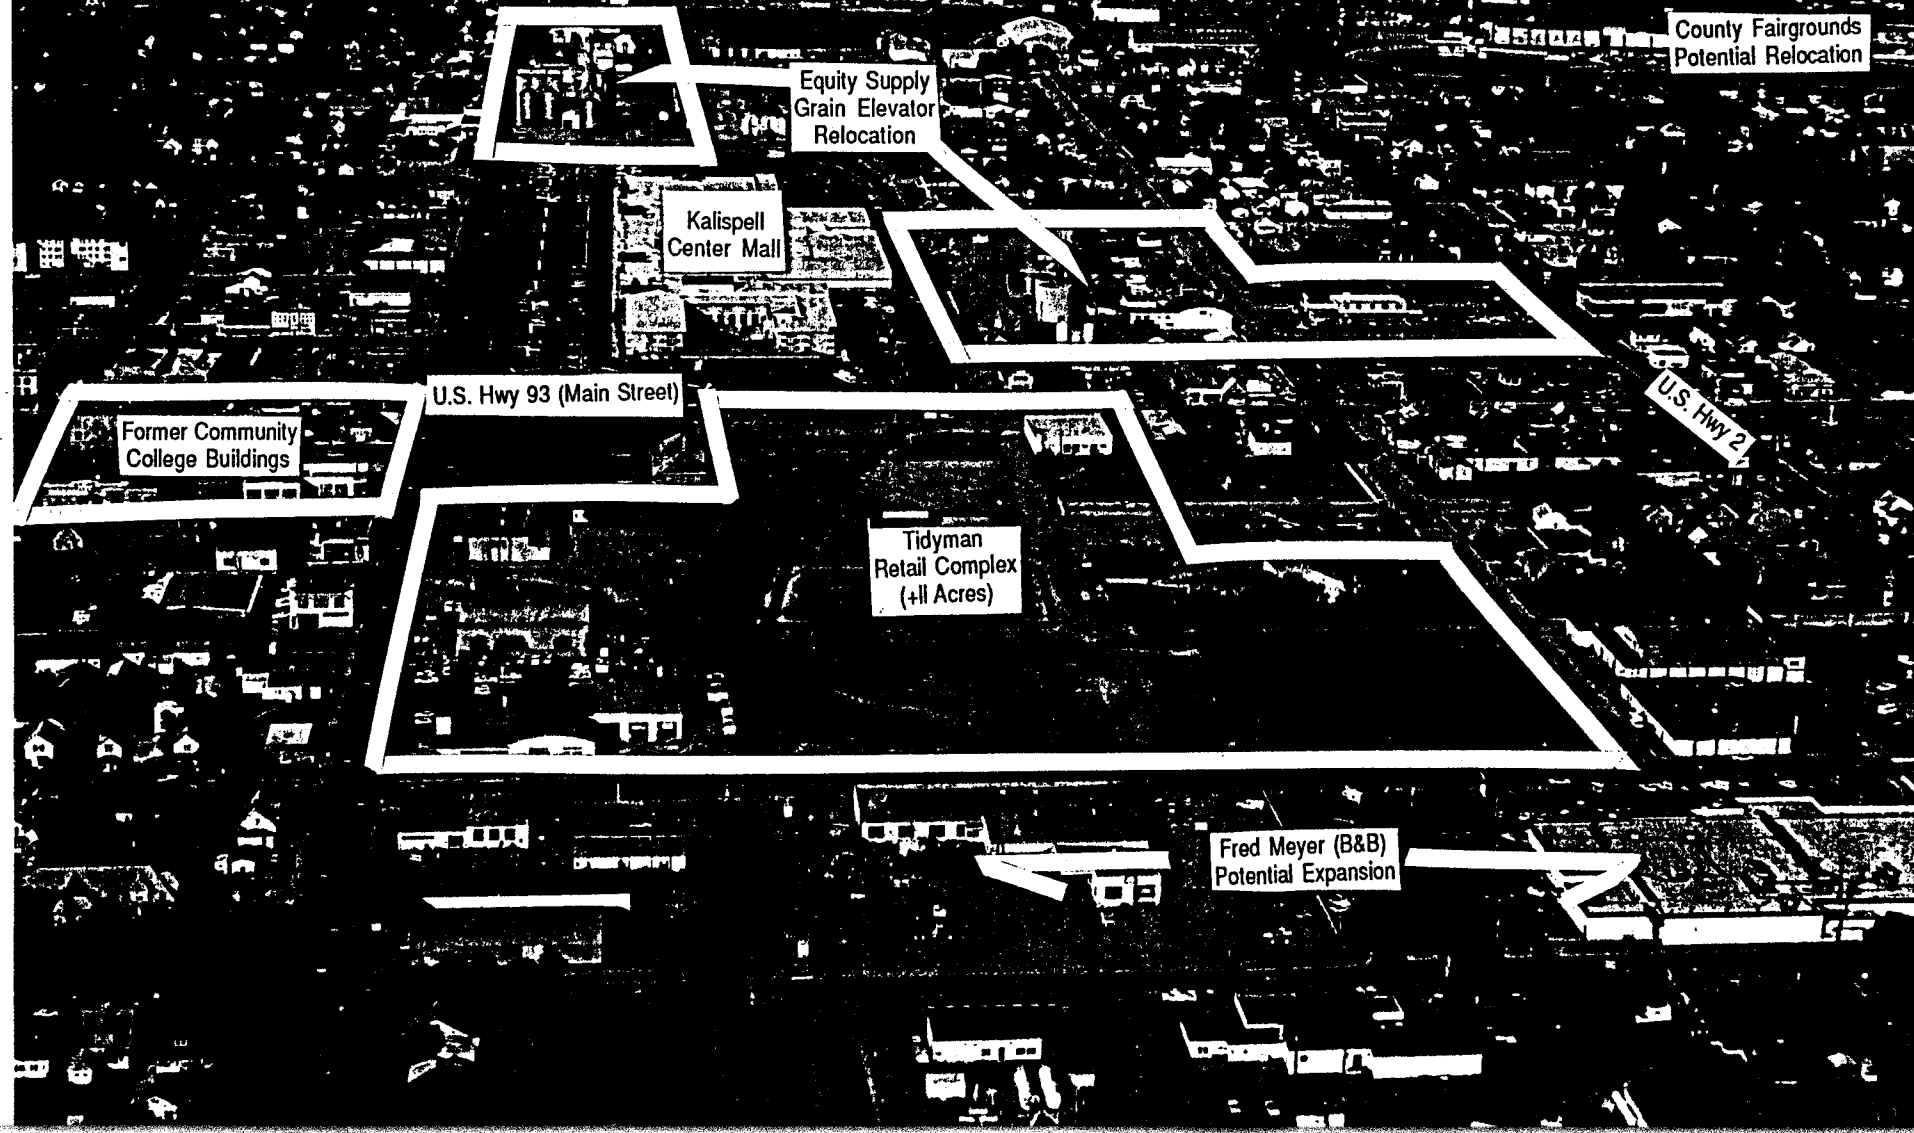 County Fairgrounds
Potential Relocation
Equity Supply
Grain Elevator
Relocation
Kalispell
Center Mall
U.S. Hwy 93 (Main Street)
U.S. Hwy 2
Former Community
College Buildings
Tidyman
Retail Complex
(+ll Acres)
Fred Meyer (B&B)
Potential Expansion